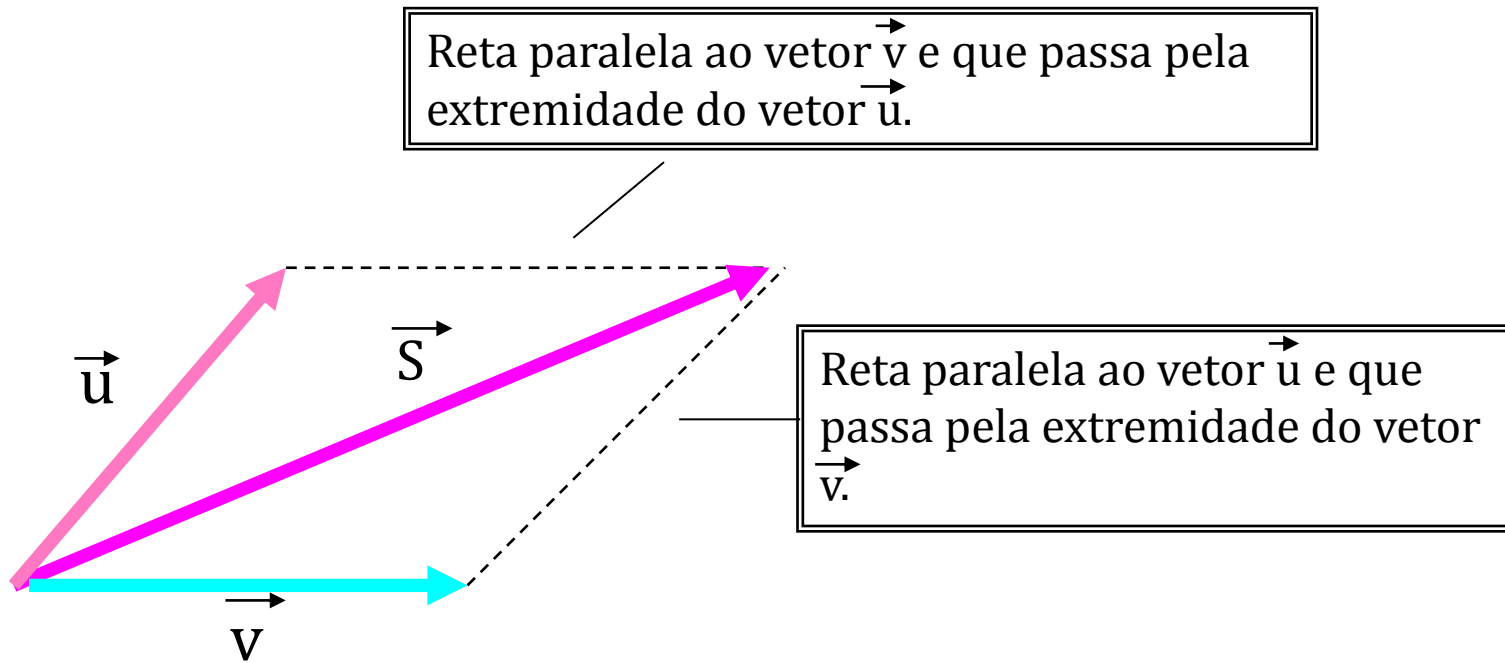 Reta paralela ao vetor v e que passa pela
extremidade do vetor u.
S
u
Reta paralela ao vetor u e que
passa pela extremidade do vetor
v.
v